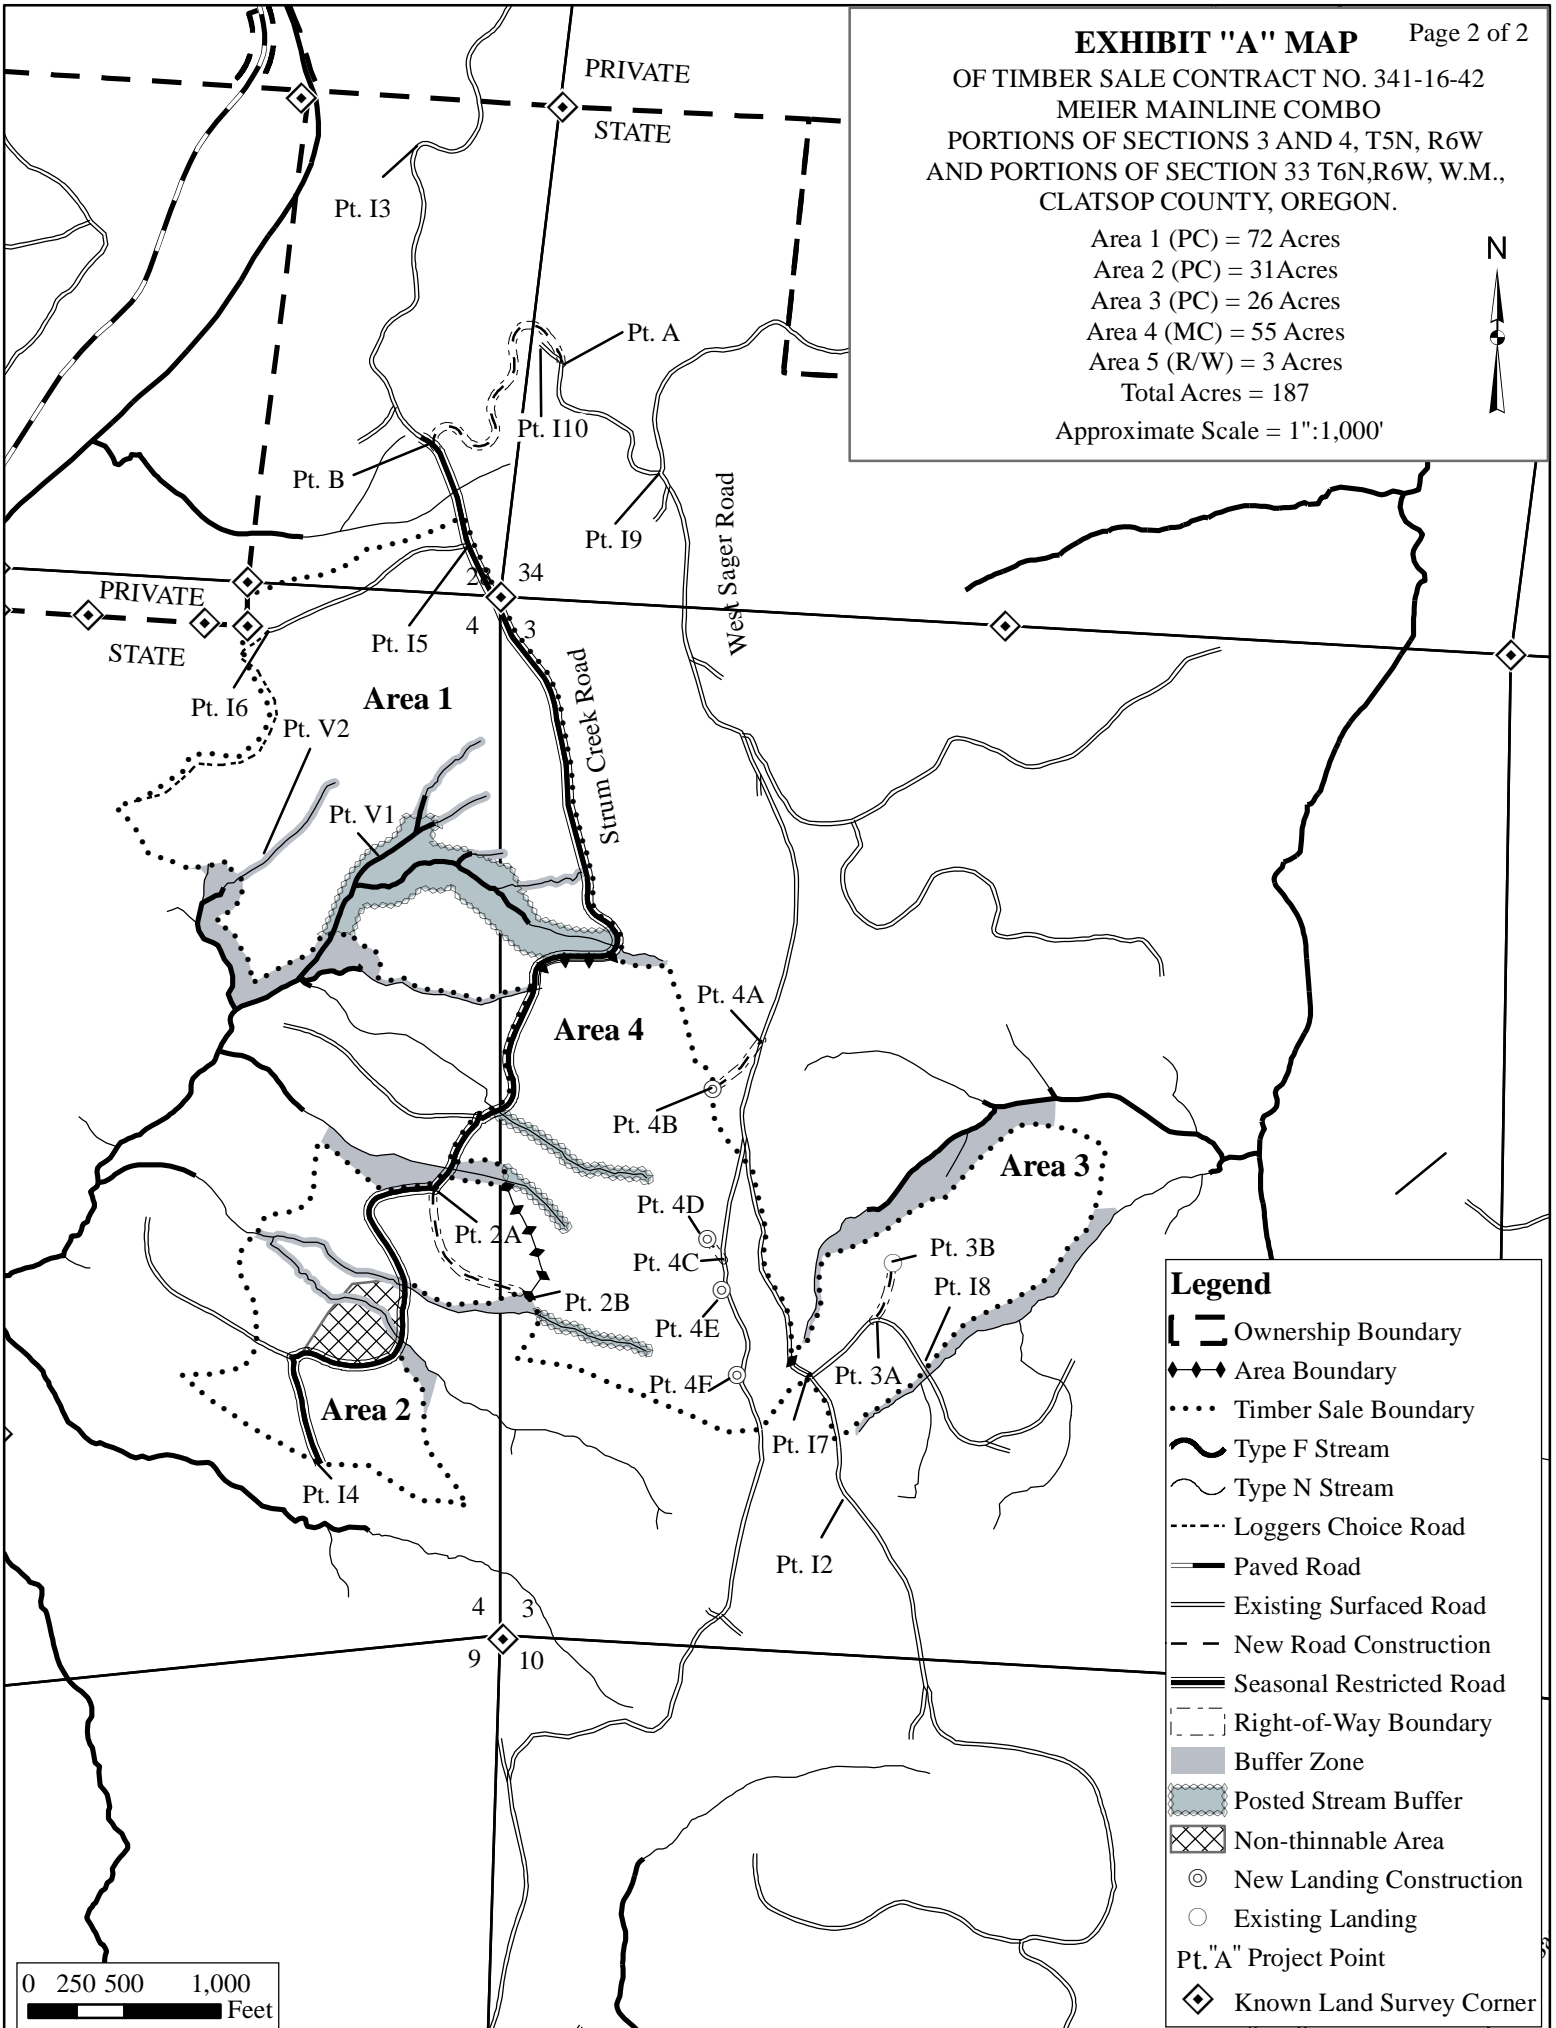 EXHIBIT "A" MAP
Page 2 of 2
OF TIMBER SALE CONTRACT NO. 341-16-42
MEIER MAINLINE COMBO
PORTIONS OF SECTIONS 3 AND 4, T5N, R6W
AND PORTIONS OF SECTION 33 T6N,R6W, W.M.,
CLATSOP COUNTY, OREGON.
Area 1 (PC) = 72 Acres
Area 2 (PC) = 31Acres
Area 3 (PC) = 26 Acres
Area 4 (MC) = 55 Acres
Area 5 (R/W) = 3 Acres
Total Acres = 187
Approximate Scale = 1":1,000'
N
PRIVATE
STATE
Pt. I3
Pt. A
Pt. I10
Pt. B
Pt. I9
West Sager Road
34
PRIVATE
STATE
4
3
Pt. I5
Pt. I6
Area 1
Strum Creek Road
Pt. V2
Pt. V1
Pt. 4A
Area 4
Pt. 4B
Area 3
Pt. 4D
Pt. 2A
Pt. 4C
Pt. 3B
Pt. I8
Pt. 2B
Pt. 4E
Pt. 4F
Pt. 3A
Area 2
Pt. I7
Pt. I4
Pt. I2
4
3
9
10
Legend
Ownership Boundary
Area Boundary
Timber Sale Boundary
Type F Stream
Type N Stream
Loggers Choice Road
Paved Road
Existing Surfaced Road
New Road Construction
Seasonal Restricted Road
Right-of-Way Boundary
Buffer Zone
Posted Stream Buffer
Non-thinnable Area
New Landing Construction
Existing Landing
Pt."A" Project Point
Known Land Survey Corner
0 250 500 1,000
Feet